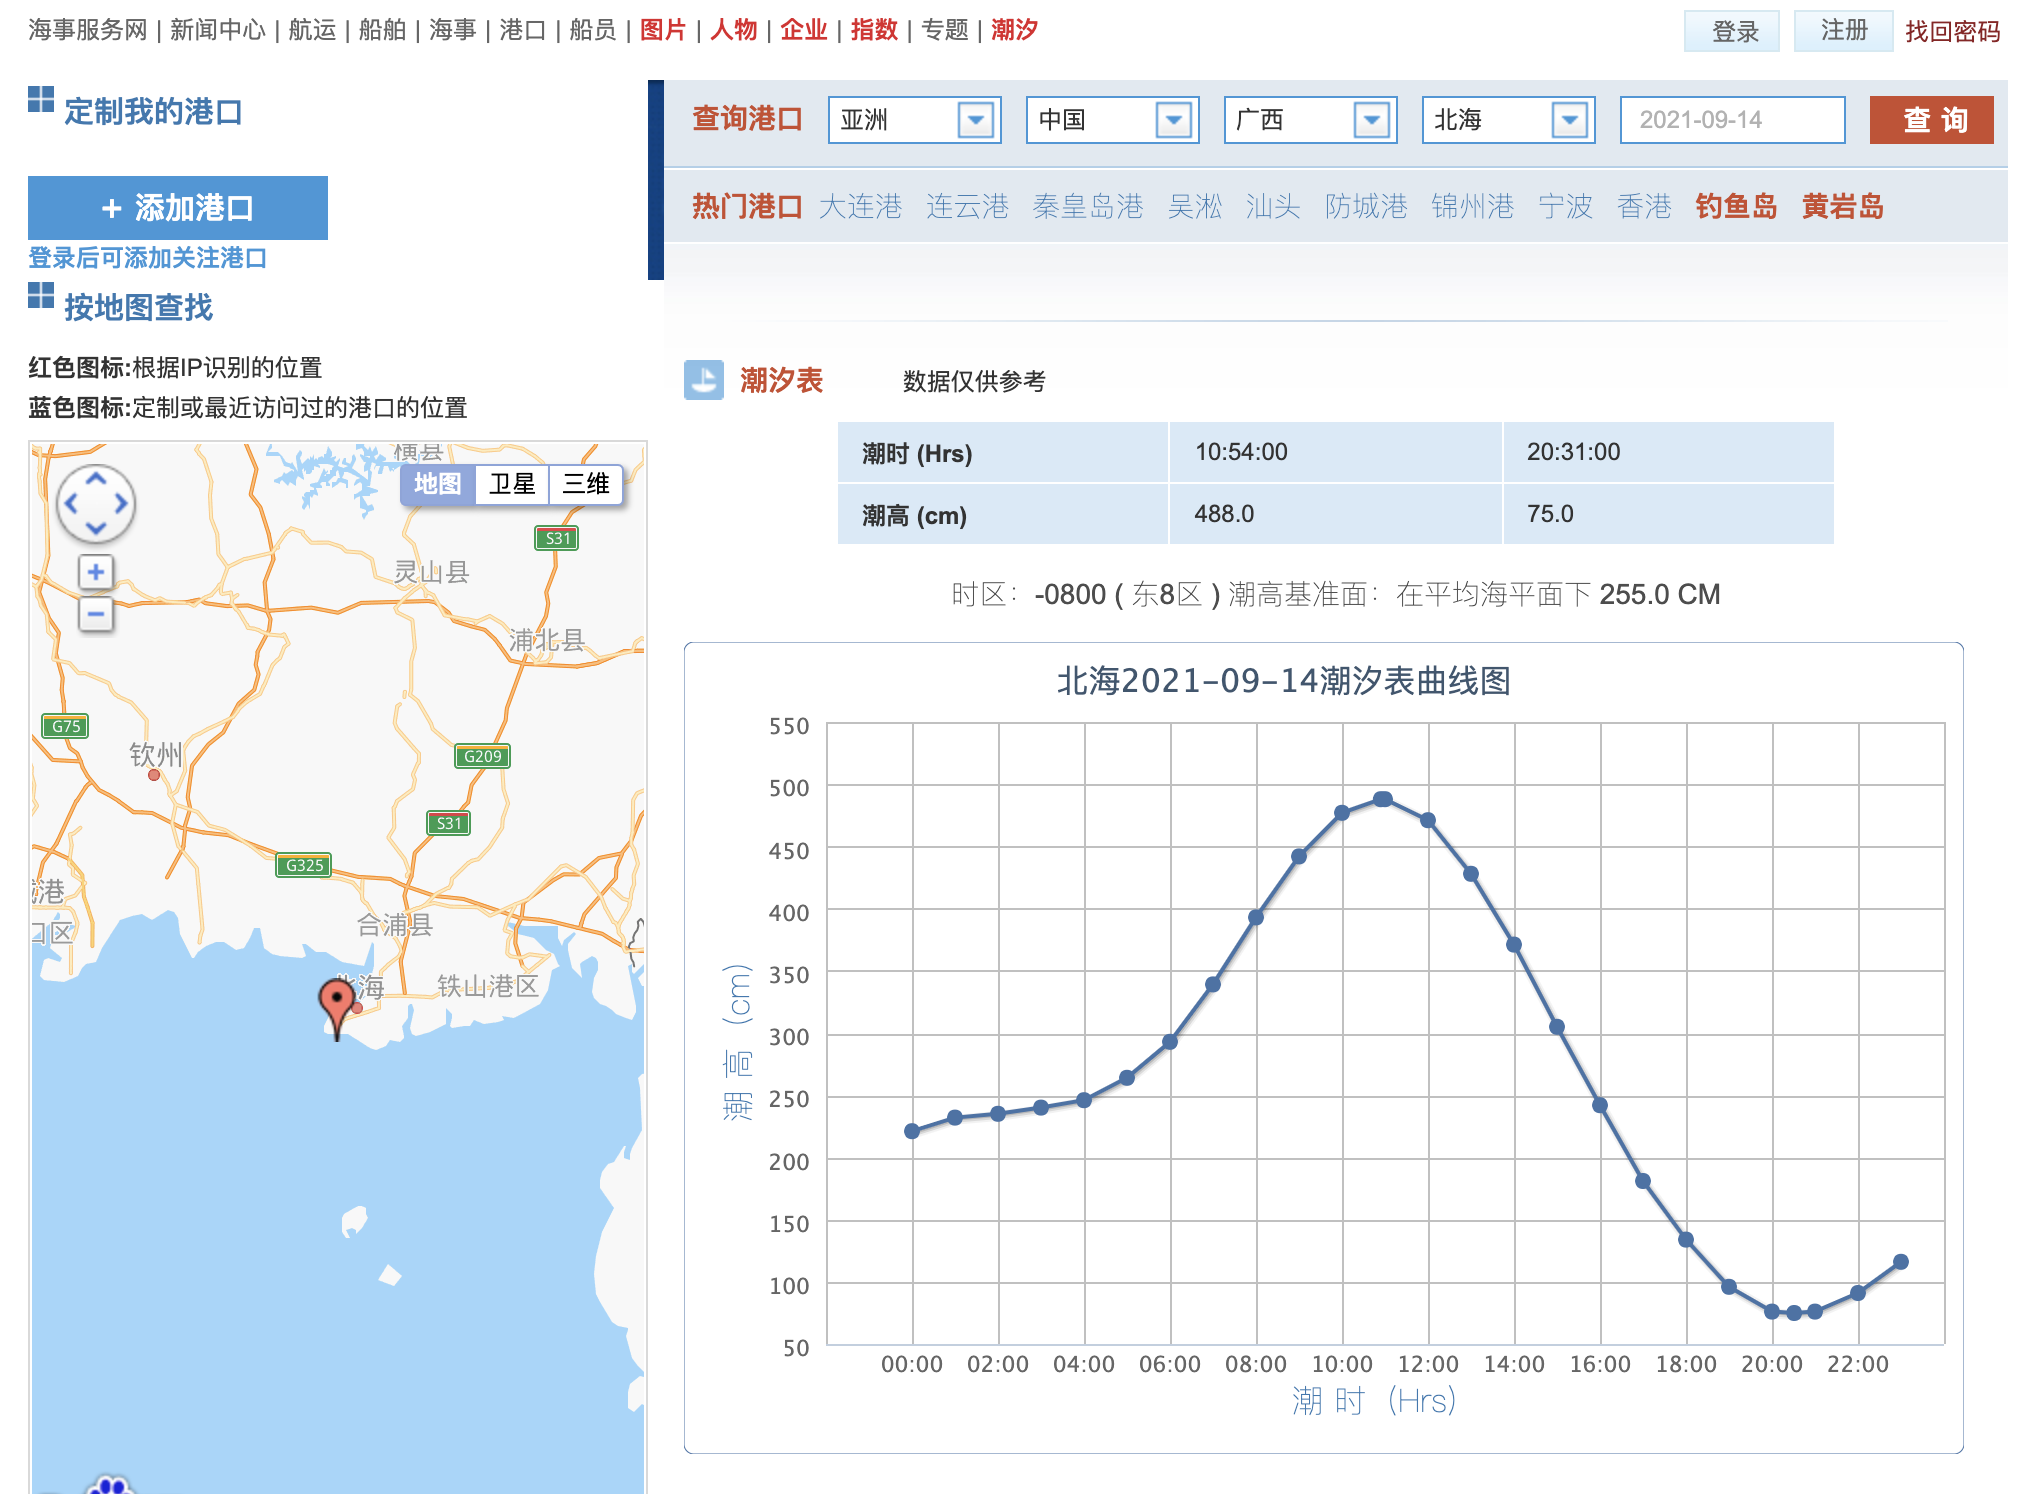 海事服务网 | 新闻中心 | 航运 | 船舶 | 海事 | 港口 | 船员 | 图片 | 人物 | 企业 | 指数 | 专题 | 潮汐
登录 注册 找回密码
定制我的港口
+ 添加港口
登录后可添加关注港口
按地图查找
红色图标:根据IP识别的位置
蓝色图标:定制或最近访问过的港口的位置
横县
地图 卫星 三维
S31
灵山县
浦北县
G75
钦州
G209
S31
G325
港
口区
合浦县
北海
铁山港区
查询港口 亚洲 中国 广西 北海 2021-09-14 查 询
热门港口 大连港 连云港 秦皇岛港 吴淞 汕头 防城港 锦州港 宁波 香港 钓鱼岛 黄岩岛
潮汐表 数据仅供参考
潮时 (Hrs) 10:54:00 20:31:00
潮高 (cm) 488.0 75.0
时区: -0800 ( 东8区 ) 潮高基准面: 在平均海平面下 255.0 CM
北海2021-09-14潮汐表曲线图
潮 高 (cm)
550
500
450
400
350
300
250
200
150
100
50
00:00 02:00 04:00 06:00 08:00 10:00 12:00 14:00 16:00 18:00 20:00 22:00
潮 时 (Hrs)